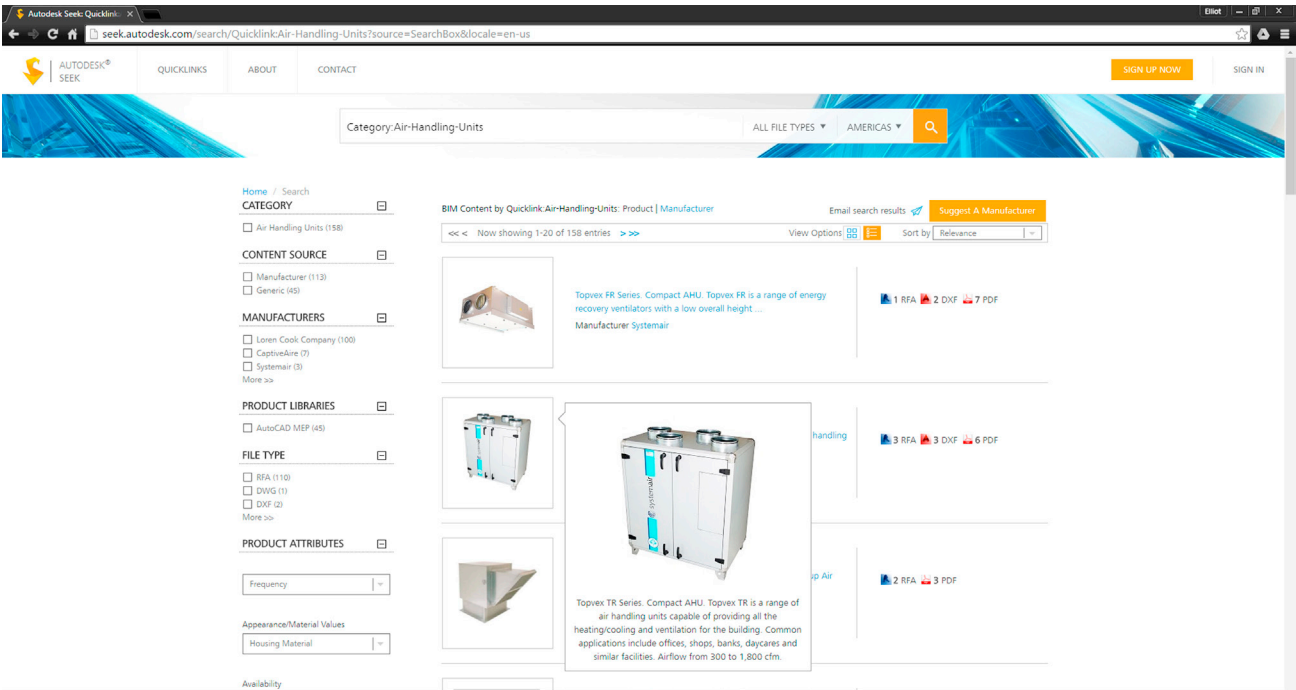 Autodesk Seek: Quicklink:
Elliot
seek.autodesk.com/search/Quicklink:Air-Handling-Units?source=SearchBox&locale=en-us
AUTODESK®
SEEK
QUICKLINKS
ABOUT
CONTACT
SIGN UP NOW
SIGN IN
Category:Air-Handling-Units
ALL FILE TYPES ▼
AMERICAS ▼
Home / Search
CATEGORY
Air Handling Units (158)
CONTENT SOURCE
Manufacturer (113)
Generic (45)
MANUFACTURERS
Loren Cook Company (100)
CaptiveAire (7)
Systemair (3)
More >>
PRODUCT LIBRARIES
AutoCAD MEP (45)
FILE TYPE
RFA (110)
DWG (1)
DXF (2)
More >>
PRODUCT ATTRIBUTES
Frequency
Appearance/Material Values
Housing Material
Availability
BIM Content by Quicklink:Air-Handling-Units: Product | Manufacturer
Email search results
Suggest A Manufacturer
<< < Now showing 1-20 of 158 entries > >>
View Options
Sort by Relevance
Topvex FR Series. Compact AHU. Topvex FR is a range of energy
recovery ventilators with a low overall height ...
Manufacturer Systemair
1 RFA 2 DXF 7 PDF
handling
3 RFA 3 DXF 6 PDF
systemair
Topvex TR Series. Compact AHU. Topvex TR is a range of
air handling units capable of providing all the
heating/cooling and ventilation for the building. Common
applications include offices, shops, banks, daycares and
similar facilities. Airflow from 300 to 1,800 cfm.
up Air
2 RFA 3 PDF